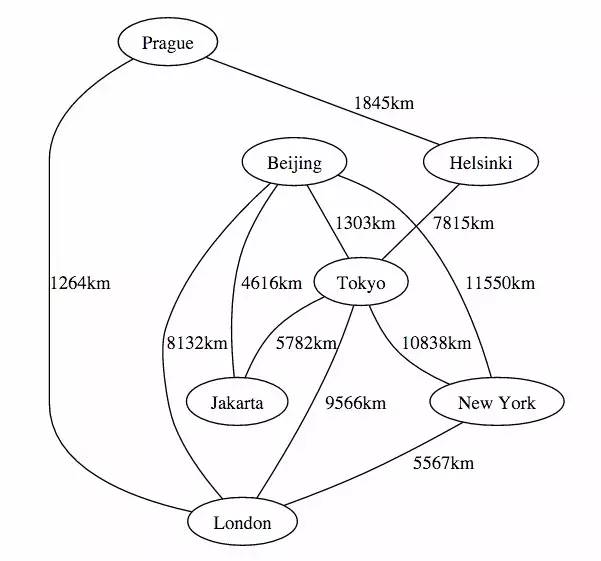 Prague
1845km
Beijing
Helsinki
1303km
7815km
1264km
4616km
Tokyo
11550km
8132km
5782km
10838km
Jakarta
9566km
New York
5567km
London